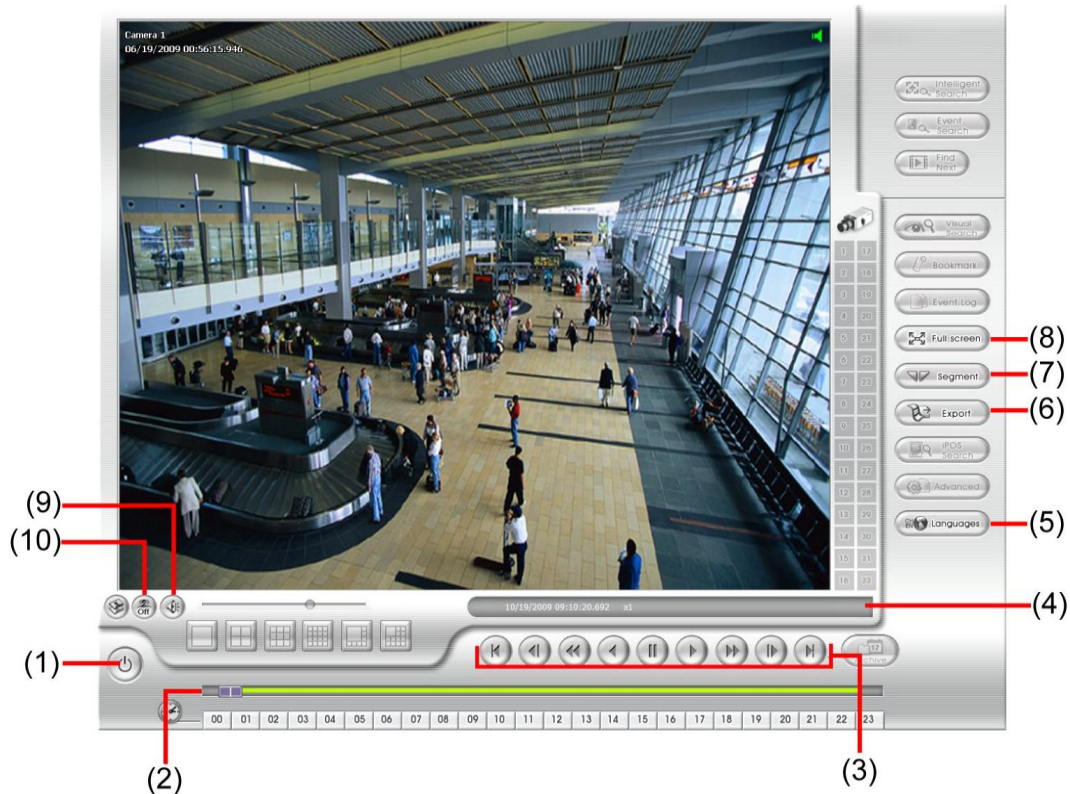 Camera 1
06/19/2009 00:56:15.946
Intelligent
Search
Event
Search
Find
Next
Visual
Search
Bookmark
Event Log
Full screen
(8)
Segment
(7)
Export
(6)
iPOS
Search
Advanced
Languages
(5)
1 17
2 18
3 19
4 20
5 21
6 22
7 23
8 24
9 25
10 26
11 27
12 28
13 29
14 30
15 31
16 32
(9)
(10)
Off
10/19/2009 09:10:20.692 x1
(4)
(1)
17
(2)
00 01 02 03 04 05 06 07 08 09 10 11 12 13 14 15 16 17 18 19 20 21 22 23
(3)